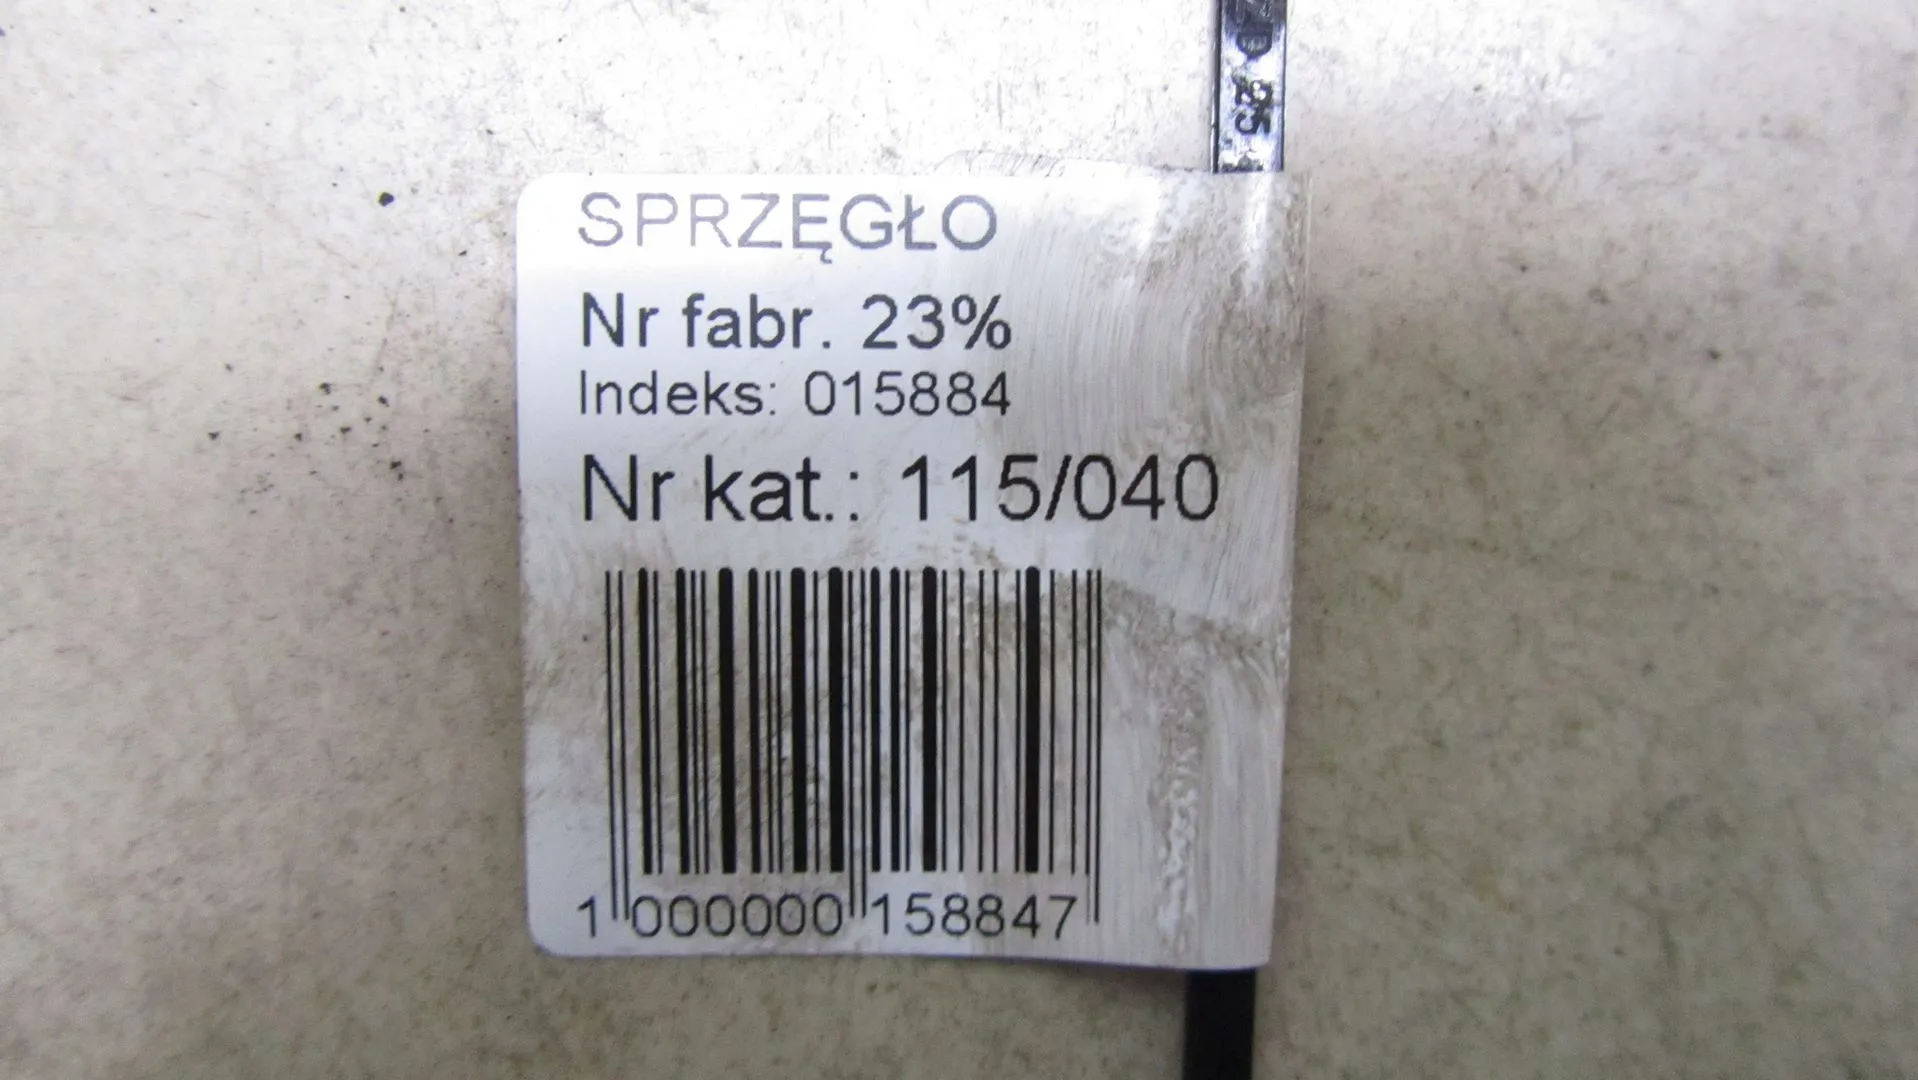 SPRZĘGŁO
Nr fabr. 23%
Indeks: 015884
Nr kat.: 115/040
1 000000 158847